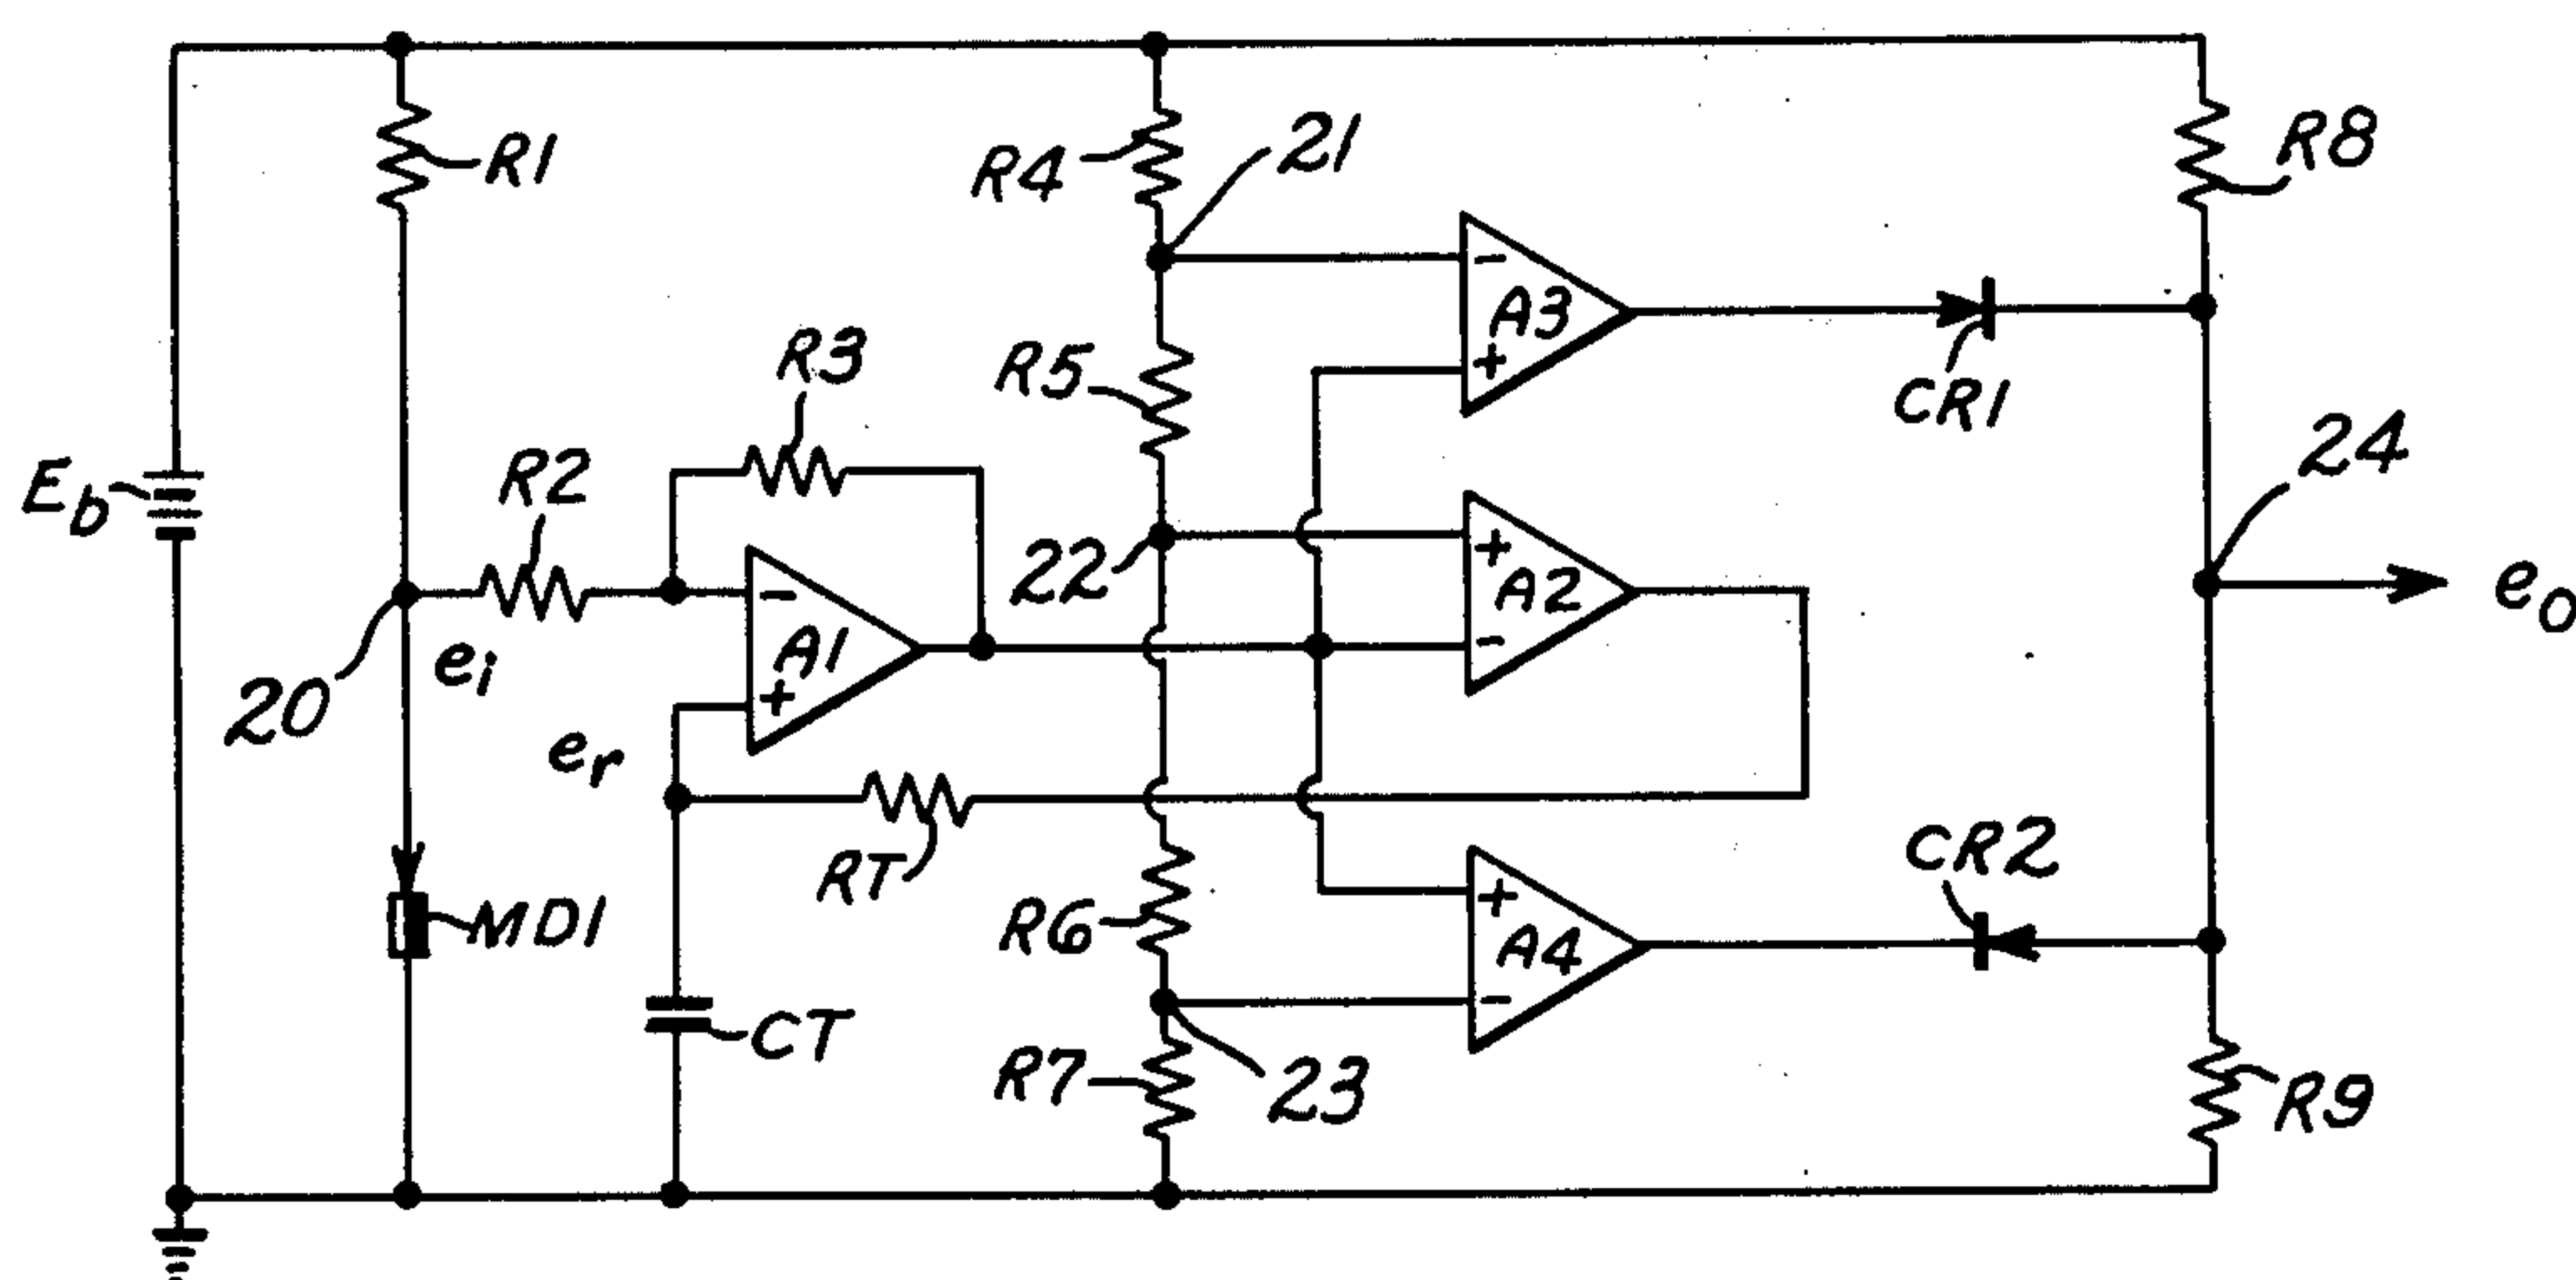 R1
R4
21
R8
A3
-
+
CR1
R3
R5
24
Eb
R2
22
+
A2
-
eo
-
A1
+
20
ei
er
RT
CR2
MD1
R6
+
A4
-
CT
R7
23
R9